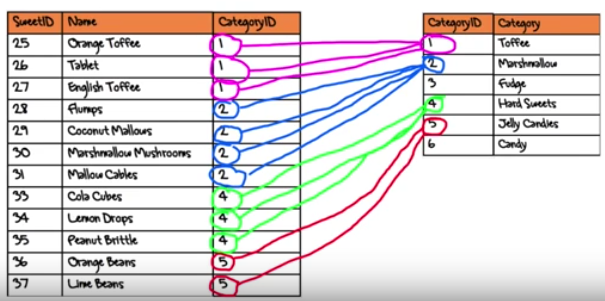 SweetID Name CategoryID
25 Orange Toffee 1
26 Tablet 1
27 English Toffee 1
28 Flumps 2
29 Coconut Mallows 2
30 Marshmallow Mushrooms 2
31 Mallow Cables 2
33 Cola Cubes 4
34 Lemon Drops 4
35 Peanut Brittle 4
36 Orange Beans 5
37 Lime Beans 5
CategoryID Category
1 Toffee
2 Marshmallow
3 Fudge
4 Hard Sweets
5 Jelly Candies
6 Candy